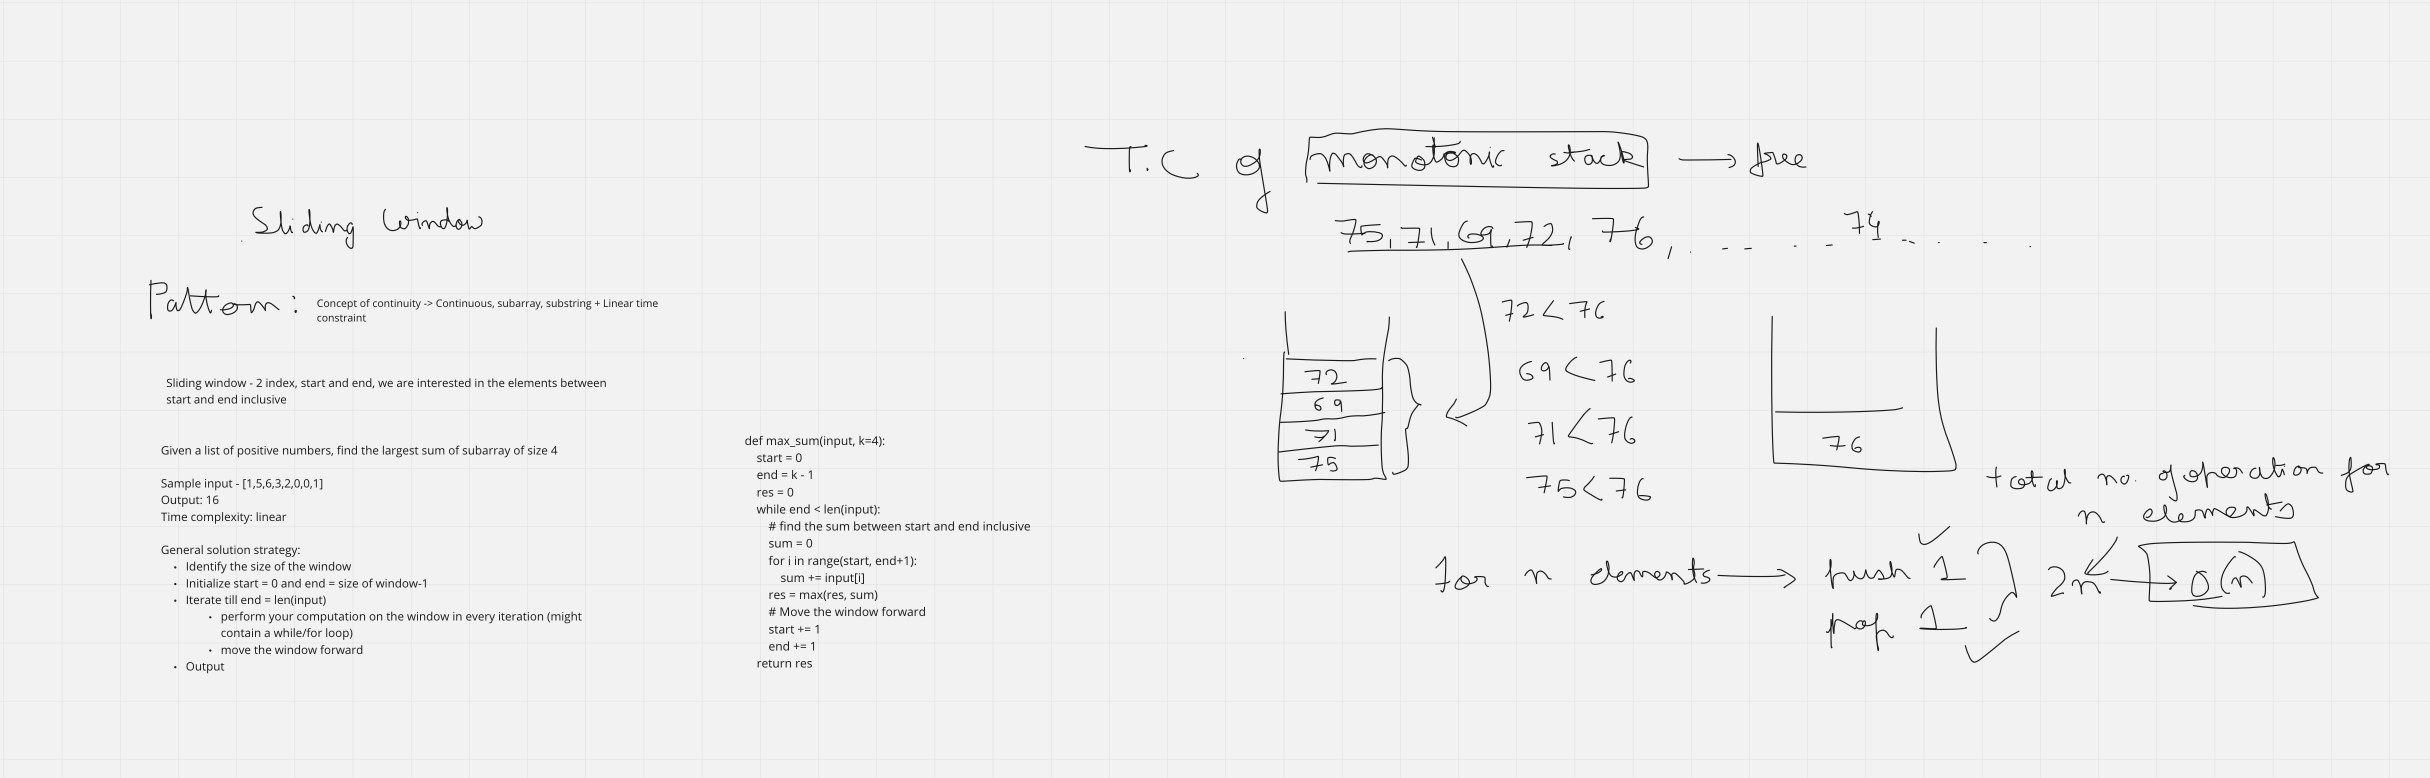 Sliding Window
Pattern : Concept of continuity -> Continuous, subarray, substring + Linear time
constraint
Sliding window - 2 index, start and end, we are interested in the elements between
start and end inclusive
Given a list of positive numbers, find the largest sum of subarray of size 4
Sample input - [1,5,6,3,2,0,0,1]
Output: 16
Time complexity: linear
General solution strategy:
• Identify the size of the window
• Initialize start = 0 and end = size of window-1
• Iterate till end = len(input)
• perform your computation on the window in every iteration (might
contain a while/for loop)
• move the window forward
• Output
def max_sum(input, k=4):
start = 0
end = k - 1
res = 0
while end < len(input):
# find the sum between start and end inclusive
sum = 0
for i in range(start, end+1):
sum += input[i]
res = max(res, sum)
# Move the window forward
start += 1
end += 1
return res
T.C of monotonic stack → free
75, 71, 69, 72, 76, . -- . . - 74 -- . . .
72
69
71
75
72 < 76
69 < 76
71 < 76
75 < 76
76
total no. of operation for
n elements
for n elements → push 1
pop 1
2n → O(n)